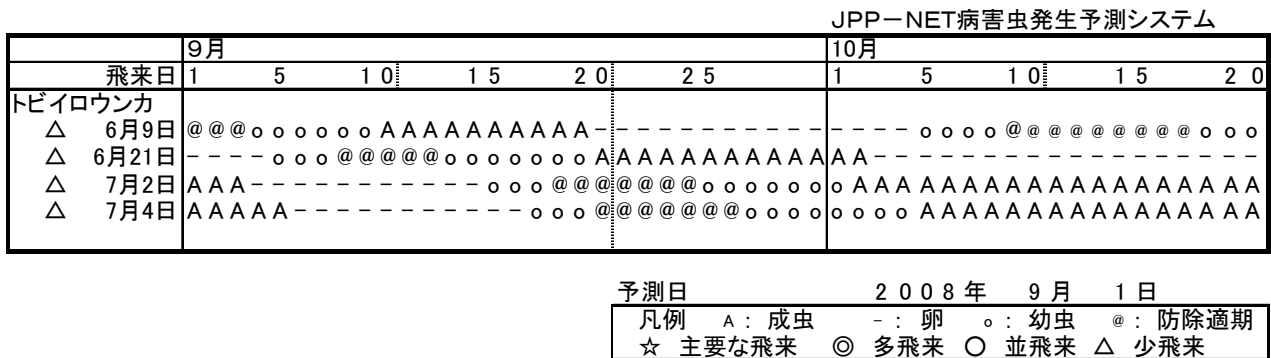 JPP－NET病害虫発生予測システム
９月 10月
飛来日 1 5 10 15 20 25 1 5 10 15 20
トビイロウンカ
△ 6月9日 @@@ooooooAAAAAAAAAA---------------oooo@@@@@@@@@ooo
△ 6月21日 ----ooo@@@@@oooooooAAAAAAAAAAAAA------------------
△ 7月2日 AAA-----------ooo@@@@@@@oooooooAAAAAAAAAAAAAAAAAAA
△ 7月4日 AAAAA-----------ooo@@@@@@@ooooooooAAAAAAAAAAAAAAAA
予測日 2008年 9月 1日
凡例 A：成虫 -：卵 o：幼虫 @：防除適期
☆ 主要な飛来 ◎ 多飛来 ○ 並飛来 △ 少飛来